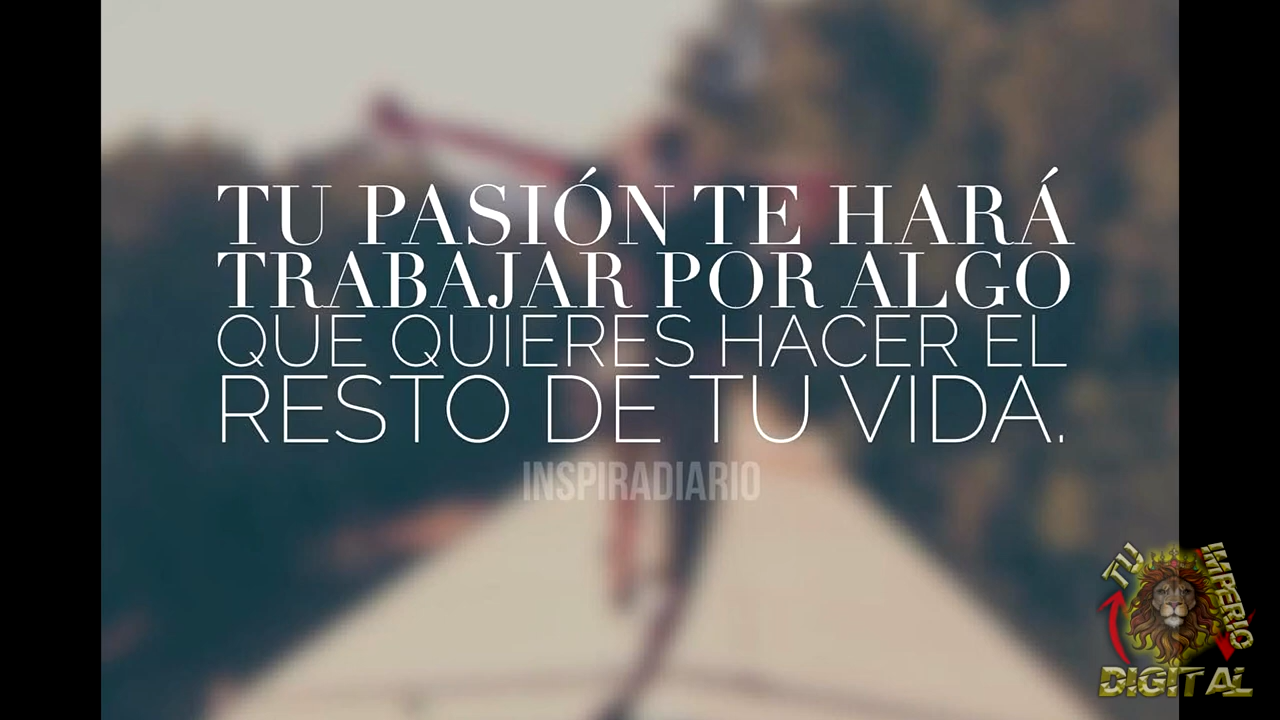 TU PASIÓN TE HARÁ
TRABAJAR POR ALGO
QUE QUIERES HACER EL
RESTO DE TU VIDA.
INSPIRADIARIO
TU IMPERIO
DIGITAL